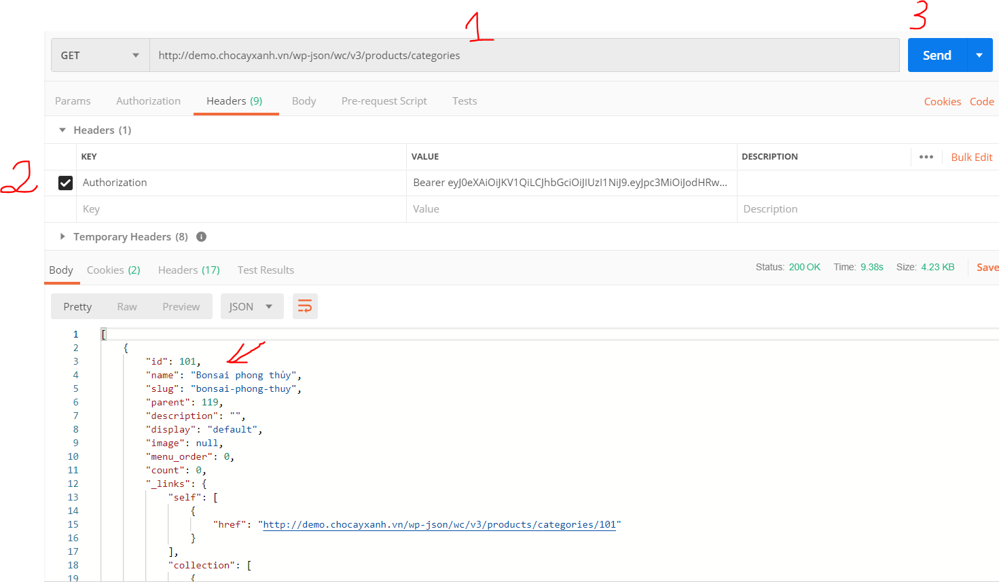 1
3
GET http://demo.chocayxanh.vn/wp-json/wc/v3/products/categories Send
Params Authorization Headers (9) Body Pre-request Script Tests Cookies Code
Headers (1)
KEY VALUE DESCRIPTION ••• Bulk Edit
2
Authorization Bearer eyJ0eXAiOiJKV1QiLCJhbGciOiJIUzI1NiJ9.eyJpc3MiOiJodHRw...
Key Value Description
Temporary Headers (8) i
Body Cookies (2) Headers (17) Test Results Status: 200 OK Time: 9.38s Size: 4.23 KB Save
Pretty Raw Preview JSON
1 [
2 {
3 "id": 101,
4 "name": "Bonsai phong thủy",
5 "slug": "bonsai-phong-thuy",
6 "parent": 119,
7 "description": "",
8 "display": "default",
9 "image": null,
10 "menu_order": 0,
11 "count": 0,
12 "_links": {
13 "self": [
14 {
15 "href": "http://demo.chocayxanh.vn/wp-json/wc/v3/products/categories/101"
16 }
17 ],
18 "collection": [
19 {